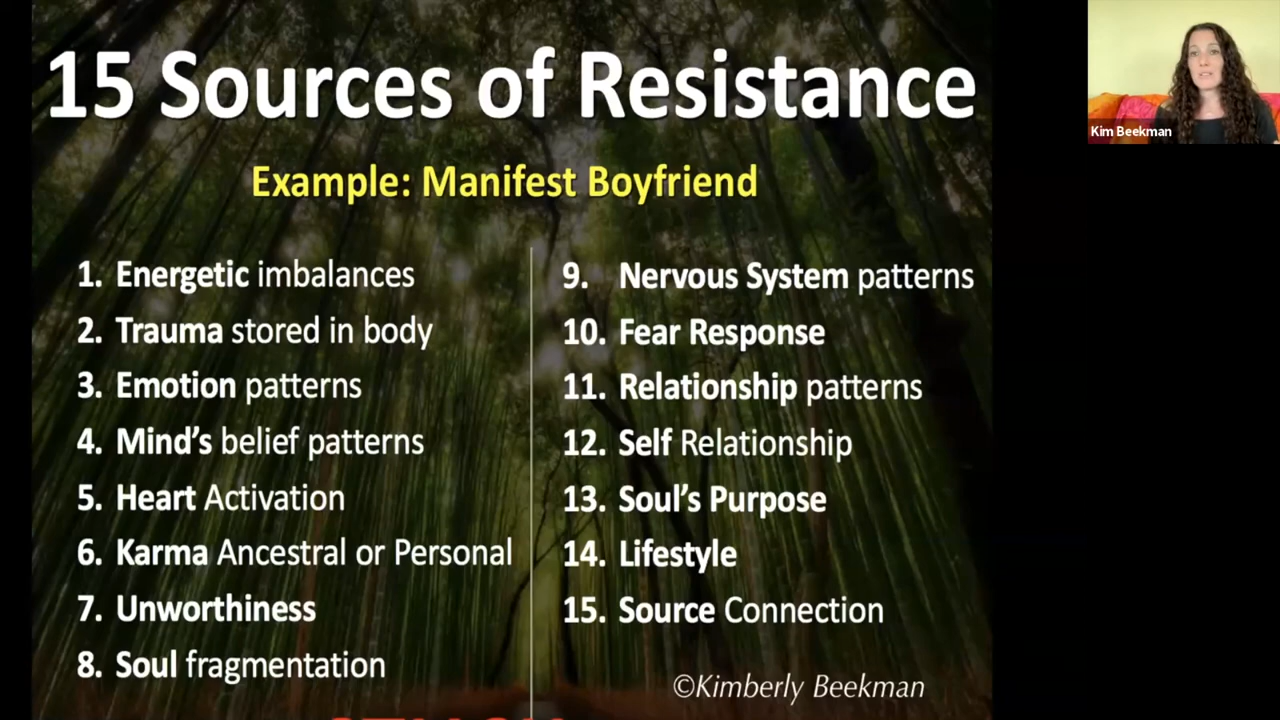 15 Sources of Resistance
Example: Manifest Boyfriend
1. Energetic imbalances
2. Trauma stored in body
3. Emotion patterns
4. Mind's belief patterns
5. Heart Activation
6. Karma Ancestral or Personal
7. Unworthiness
8. Soul fragmentation
9. Nervous System patterns
10. Fear Response
11. Relationship patterns
12. Self Relationship
13. Soul's Purpose
14. Lifestyle
15. Source Connection
©Kimberly Beekman
Kim Beekman